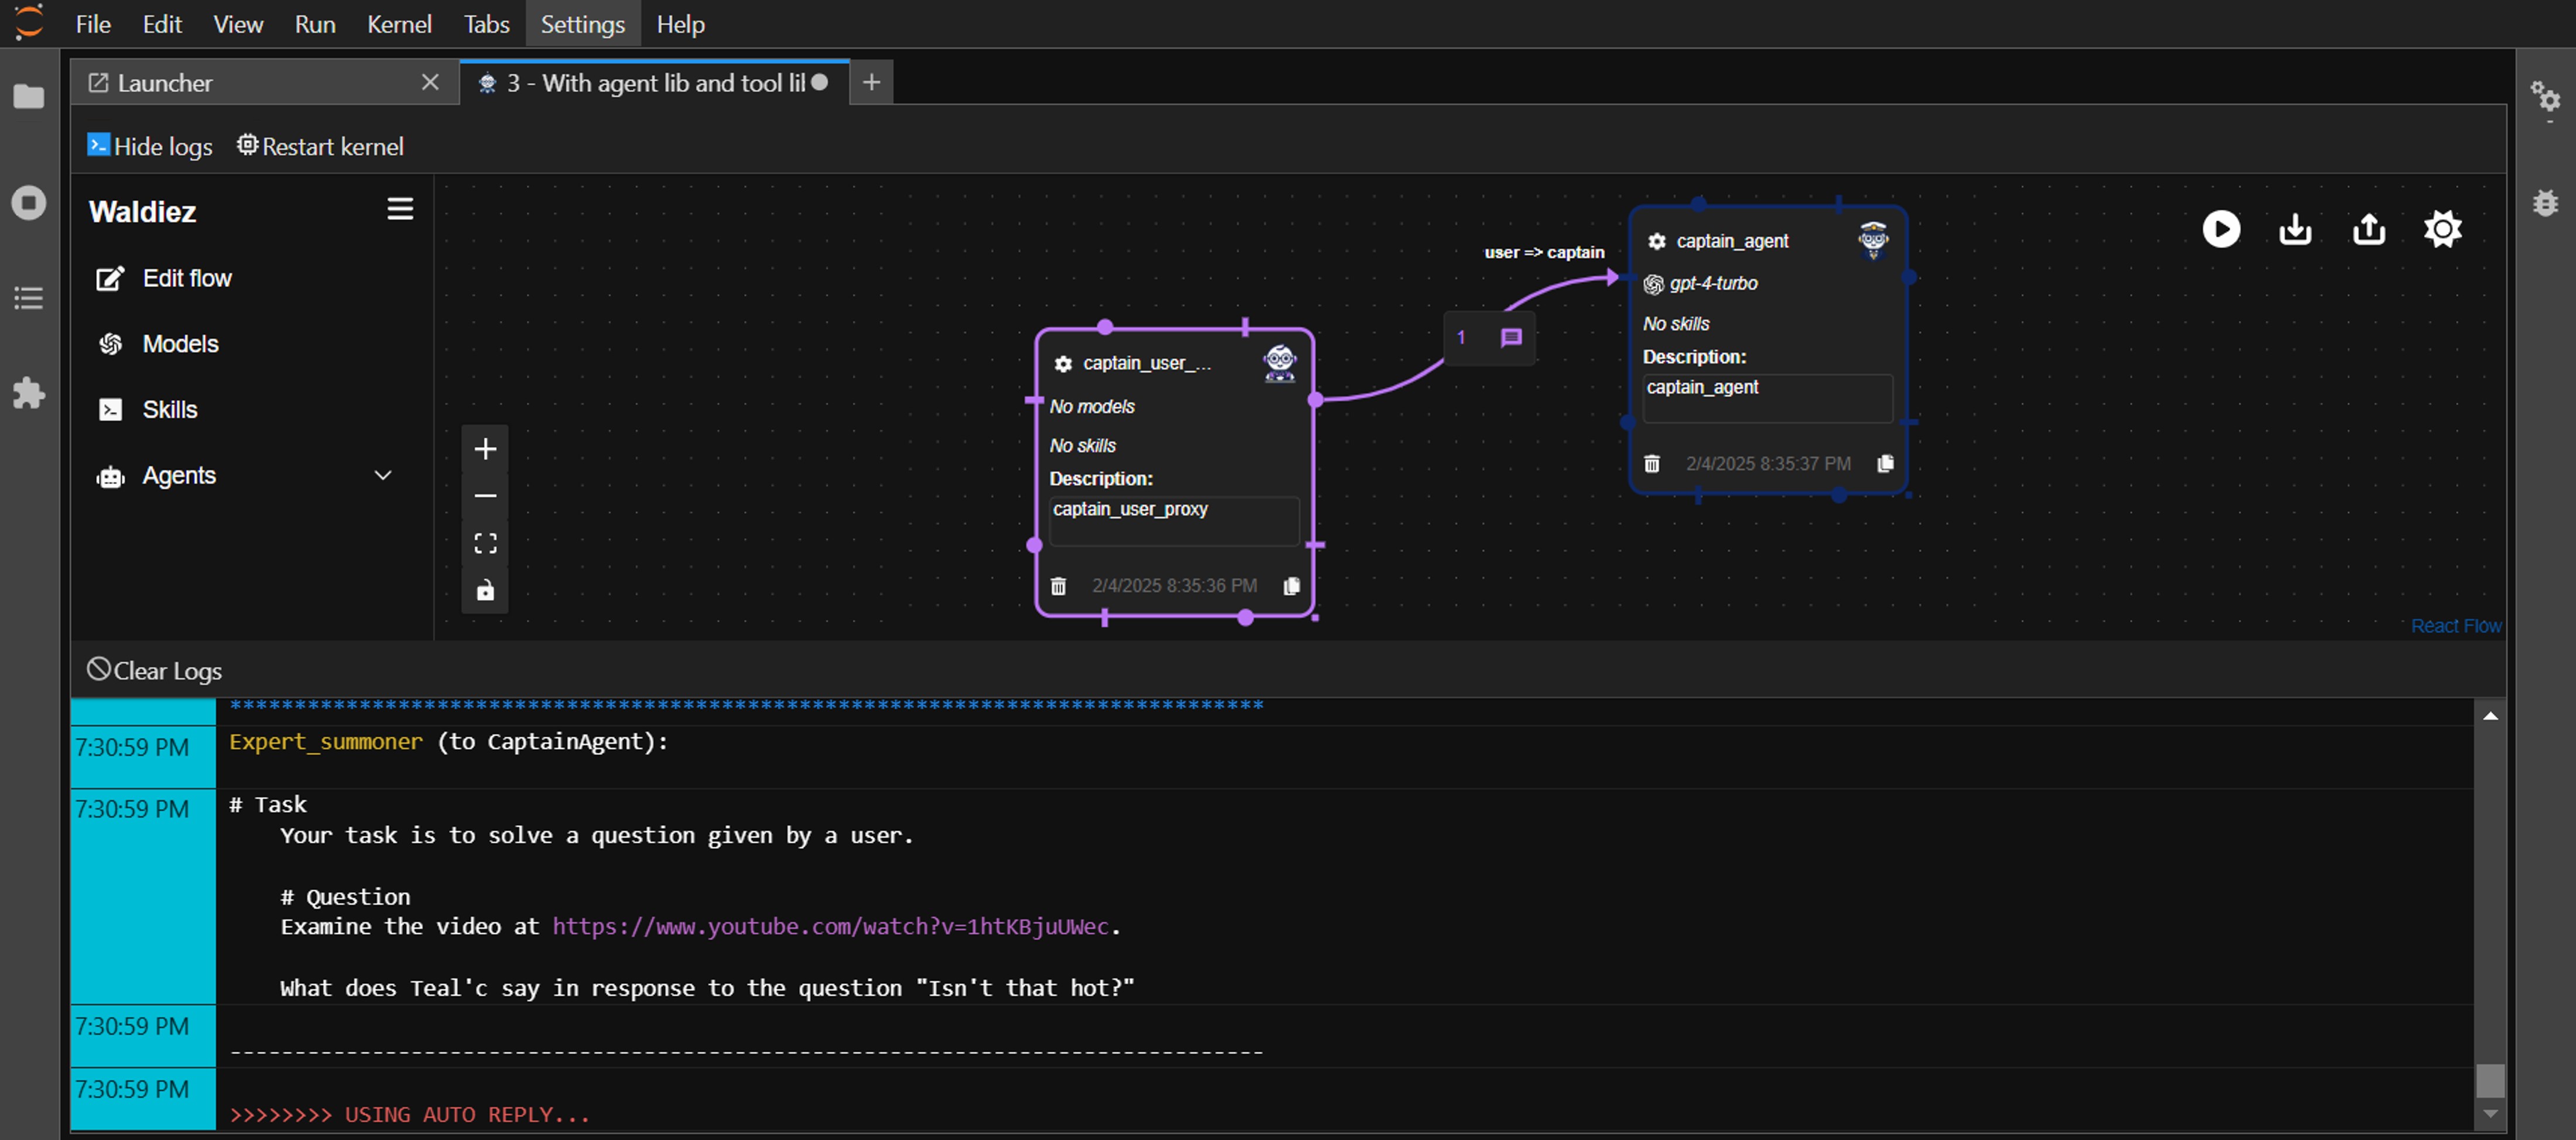 File Edit View Run Kernel Tabs Settings Help
Launcher
3 - With agent lib and tool lil
Hide logs Restart kernel
Waldiez
Edit flow
Models
Skills
Agents
user => captain
1
captain_user_...
No models
No skills
Description:
captain_user_proxy
2/4/2025 8:35:36 PM
captain_agent
gpt-4-turbo
No skills
Description:
captain_agent
2/4/2025 8:35:37 PM
React Flow
Clear Logs
********************************************************************************
7:30:59 PM Expert_summoner (to CaptainAgent):
7:30:59 PM # Task
Your task is to solve a question given by a user.
# Question
Examine the video at https://www.youtube.com/watch?v=1htKBjuUWec.
What does Teal'c say in response to the question "Isn't that hot?"
7:30:59 PM
--------------------------------------------------------------------------------
7:30:59 PM
>>>>>>>> USING AUTO REPLY...